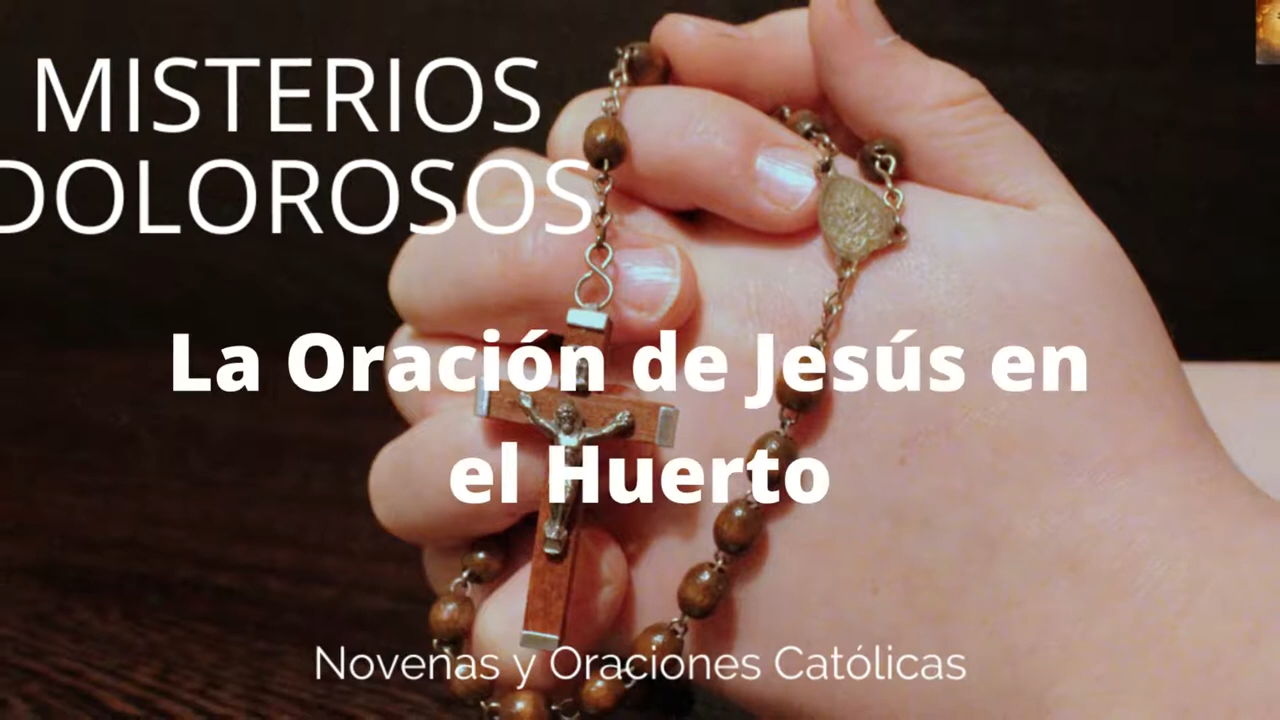 MISTERIOS
DOLOROSOS
La Oración de Jesús en
el Huerto
Novenas y Oraciones Católicas